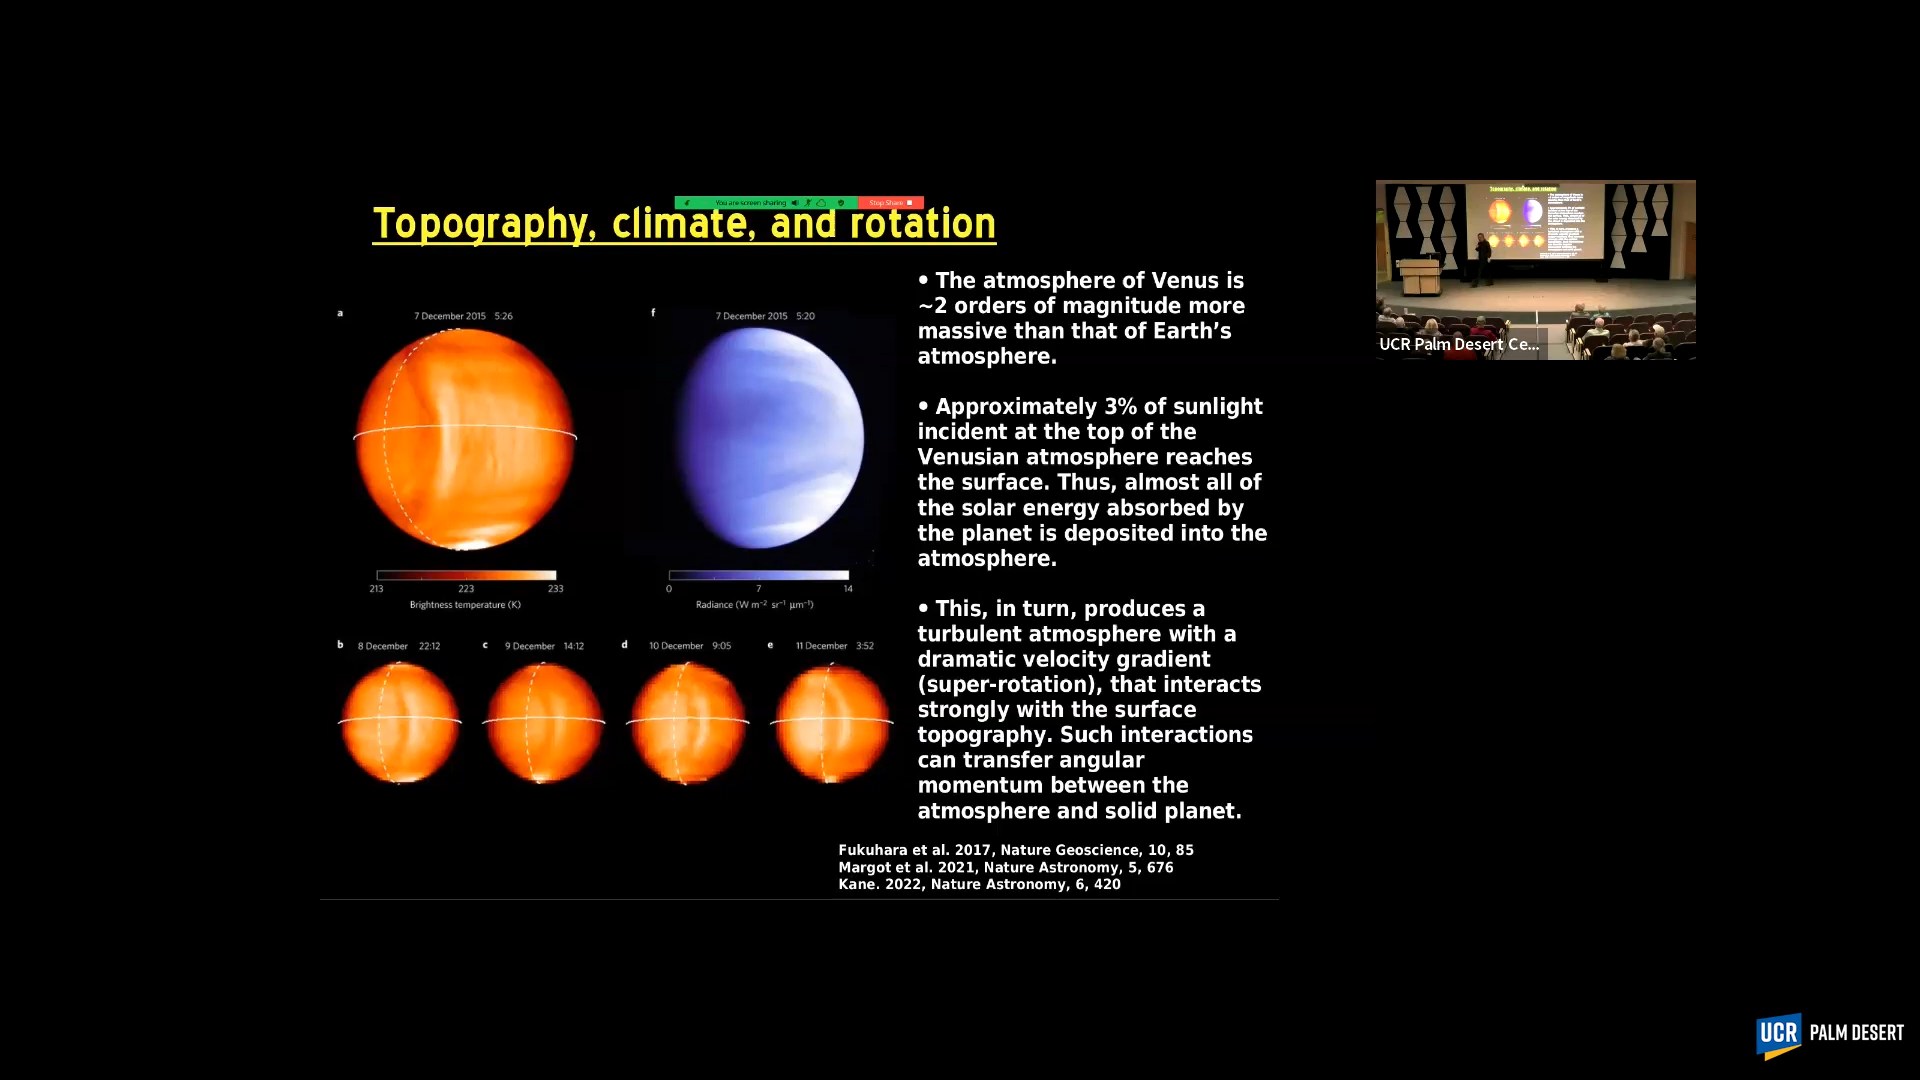 You are screen sharing
Stop Share
Topography, climate, and rotation
• The atmosphere of Venus is
~2 orders of magnitude more
massive than that of Earth’s
atmosphere.
• Approximately 3% of sunlight
incident at the top of the
Venusian atmosphere reaches
the surface. Thus, almost all of
the solar energy absorbed by
the planet is deposited into the
atmosphere.
• This, in turn, produces a
turbulent atmosphere with a
dramatic velocity gradient
(super-rotation), that interacts
strongly with the surface
topography. Such interactions
can transfer angular
momentum between the
atmosphere and solid planet.
a 7 December 2015 5:26
f 7 December 2015 5:20
213 223 233
Brightness temperature (K)
0 7 14
Radiance (W m⁻² sr⁻¹ µm⁻¹)
b 8 December 22:12
c 9 December 14:12
d 10 December 9:05
e 11 December 3:52
Fukuhara et al. 2017, Nature Geoscience, 10, 85
Margot et al. 2021, Nature Astronomy, 5, 676
Kane. 2022, Nature Astronomy, 6, 420
Topography, climate, and rotation
UCR Palm Desert Ce...
UCR PALM DESERT